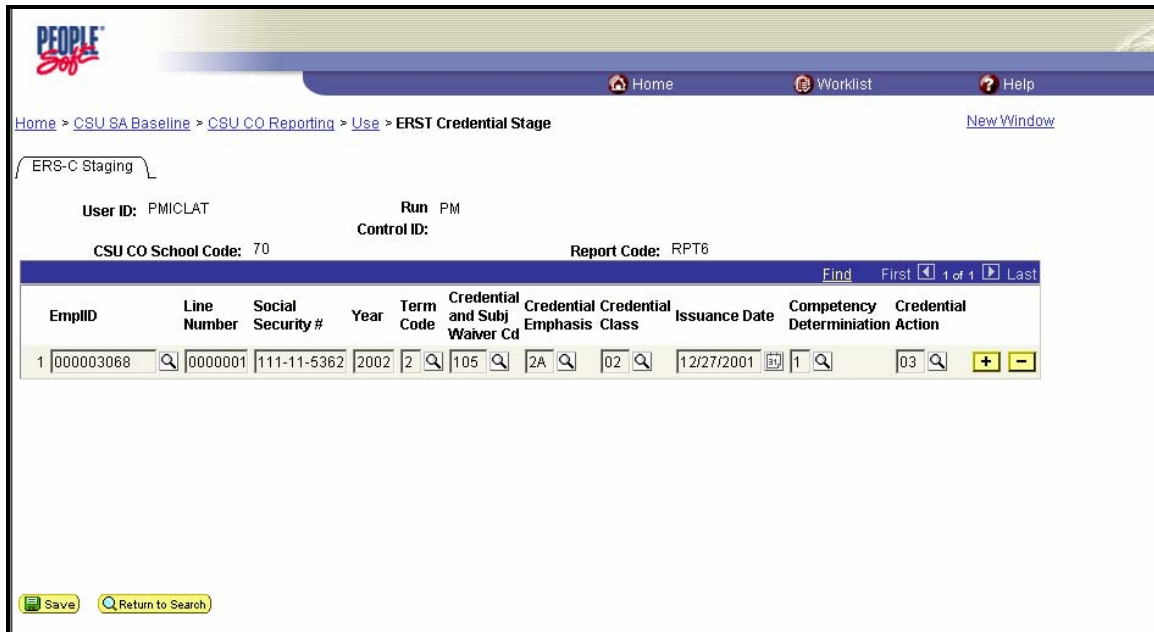 PEOPLE Soft
Home Worklist Help
Home > CSU SA Baseline > CSU CO Reporting > Use > ERST Credential Stage New Window
ERS-C Staging
User ID: PMICLAT Run Control ID: PM
CSU CO School Code: 70 Report Code: RPT6
Find First 1 of 1 Last
EmplID Line Number Social Security # Year Term Code Credential and Subj Waiver Cd Credential Emphasis Credential Class Issuance Date Competency Determiniation Credential Action
1 000003068 0000001 111-11-5362 2002 2 105 2A 02 12/27/2001 31 1 03 + -
Save Return to Search